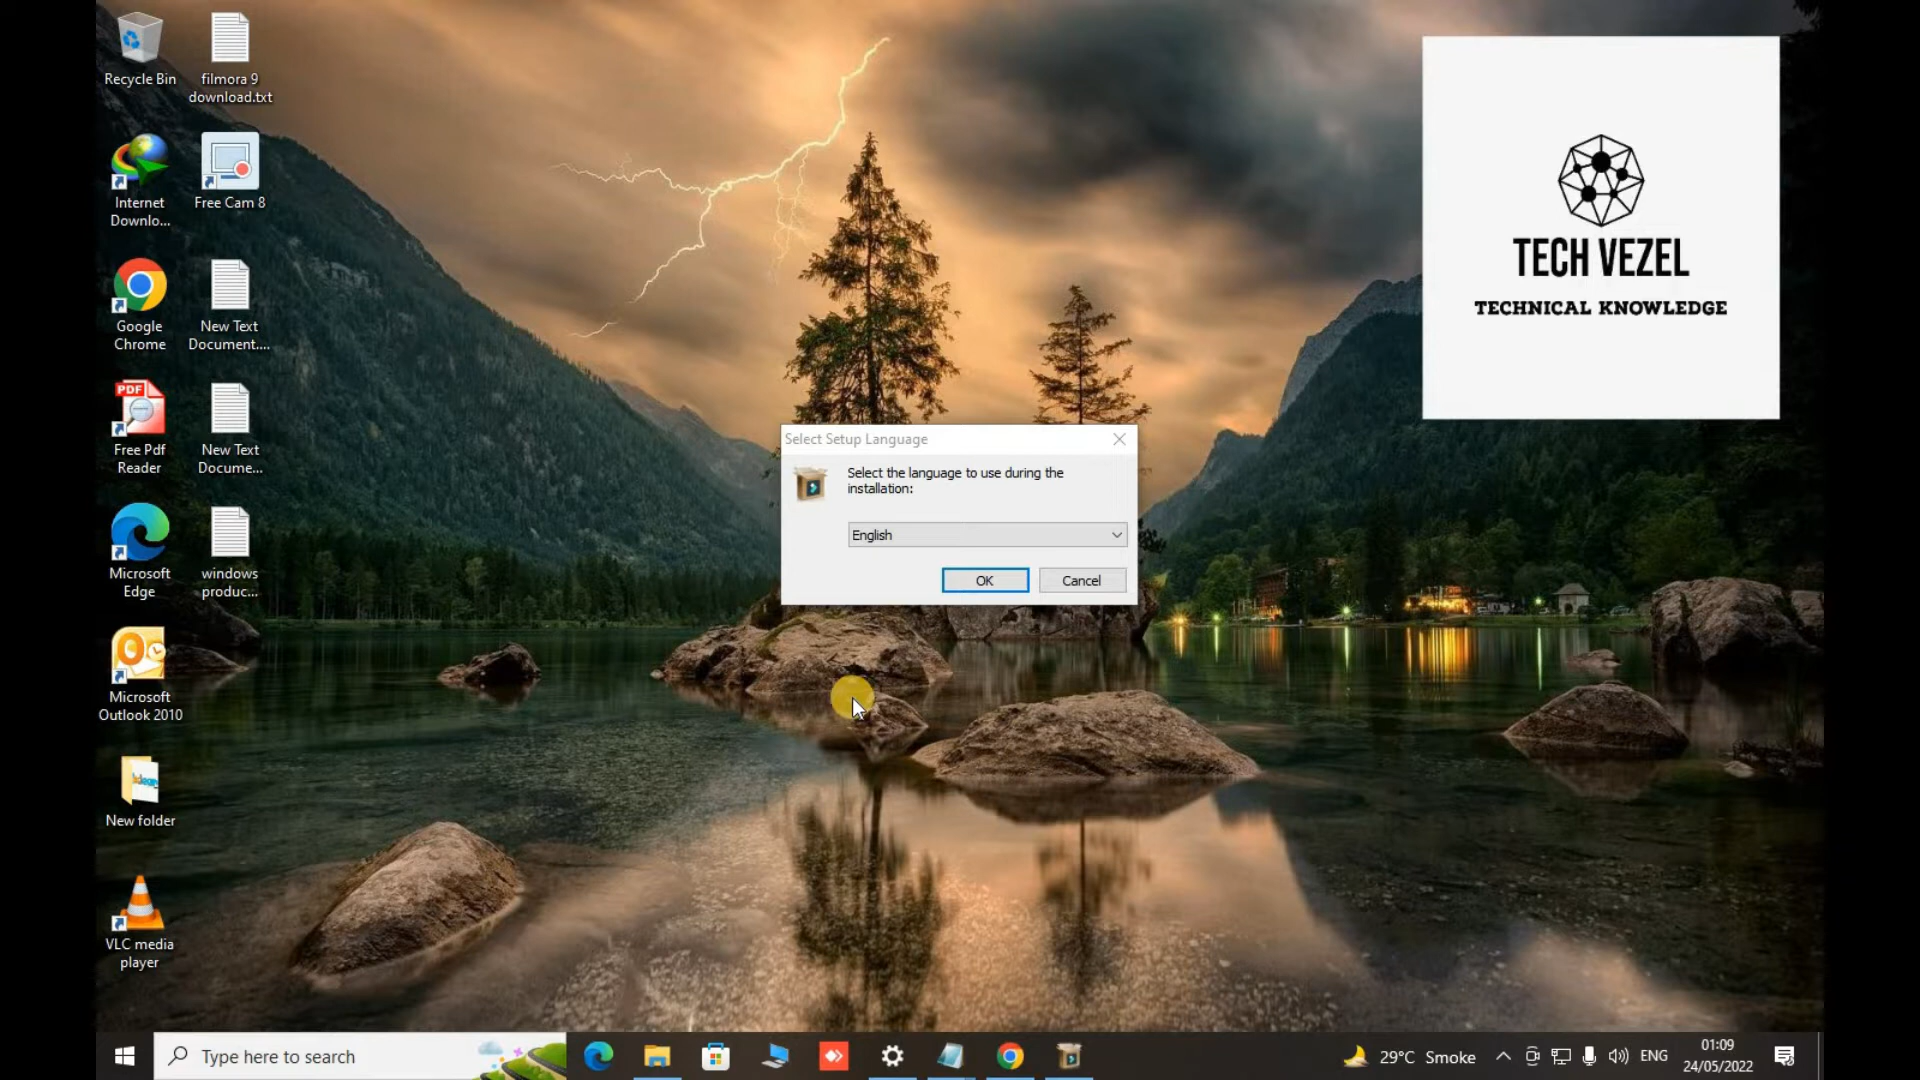 Recycle Bin
filmora 9
download.txt
Internet
Downlo...
Free Cam 8
Google
Chrome
New Text
Document....
PDF
Free Pdf
Reader
New Text
Docume...
Microsoft
Edge
windows
produc...
Microsoft
Outlook 2010
New folder
VLC media
player
TECH VEZEL
TECHNICAL KNOWLEDGE
Select Setup Language
Select the language to use during the
installation:
English
OK
Cancel
Type here to search
29°C Smoke
ENG
01:09
24/05/2022